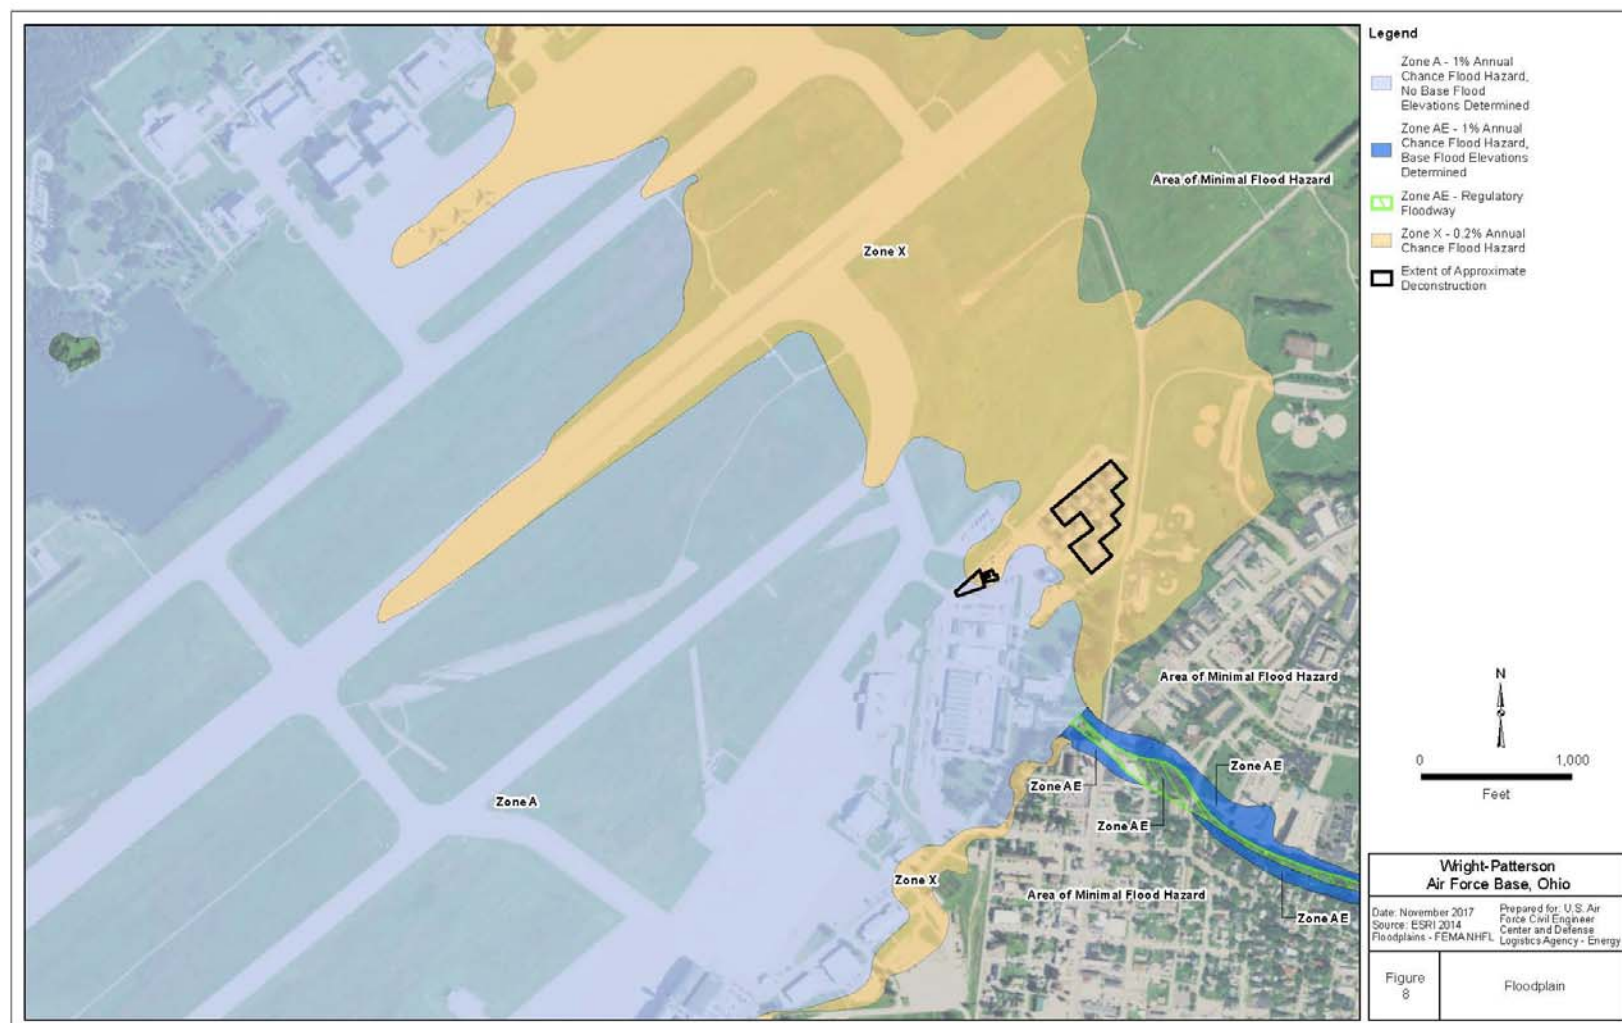 Legend
Zone A - 1% Annual
Chance Flood Hazard,
No Base Flood
Elevations Determined
Zone AE - 1% Annual
Chance Flood Hazard,
Base Flood Elevations
Determined
Zone AE - Regulatory
Floodway
Zone X - 0.2% Annual
Chance Flood Hazard
Extent of Approximate
Deconstruction
Area of Minimal Flood Hazard
Zone X
Area of Minimal Flood Hazard
Zone AE
Zone AE
Zone A
Zone AE
Zone X
Area of Minimal Flood Hazard
Zone AE
N
0 1,000
Feet
Wright-Patterson
Air Force Base, Ohio
Date: November 2017
Source: ESRI 2014
Floodplains - FEMA NHFL
Prepared for: U.S. Air
Force Civil Engineer
Center and Defense
Logistics Agency - Energy
Figure
8
Floodplain